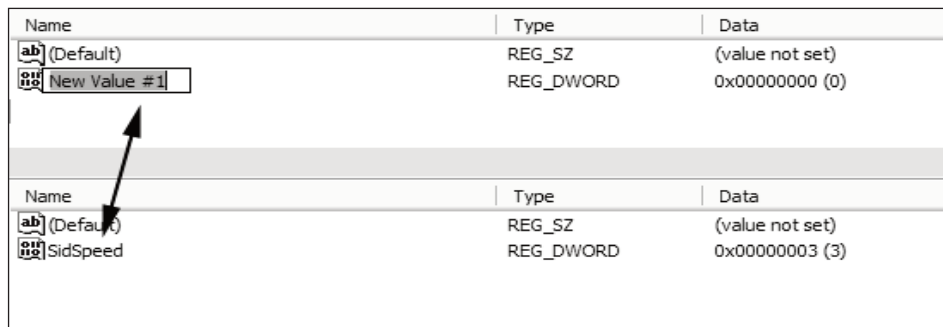 Name Type Data
(Default) REG_SZ (value not set)
New Value #1 REG_DWORD 0x00000000 (0)
Name Type Data
(Default) REG_SZ (value not set)
SidSpeed REG_DWORD 0x00000003 (3)